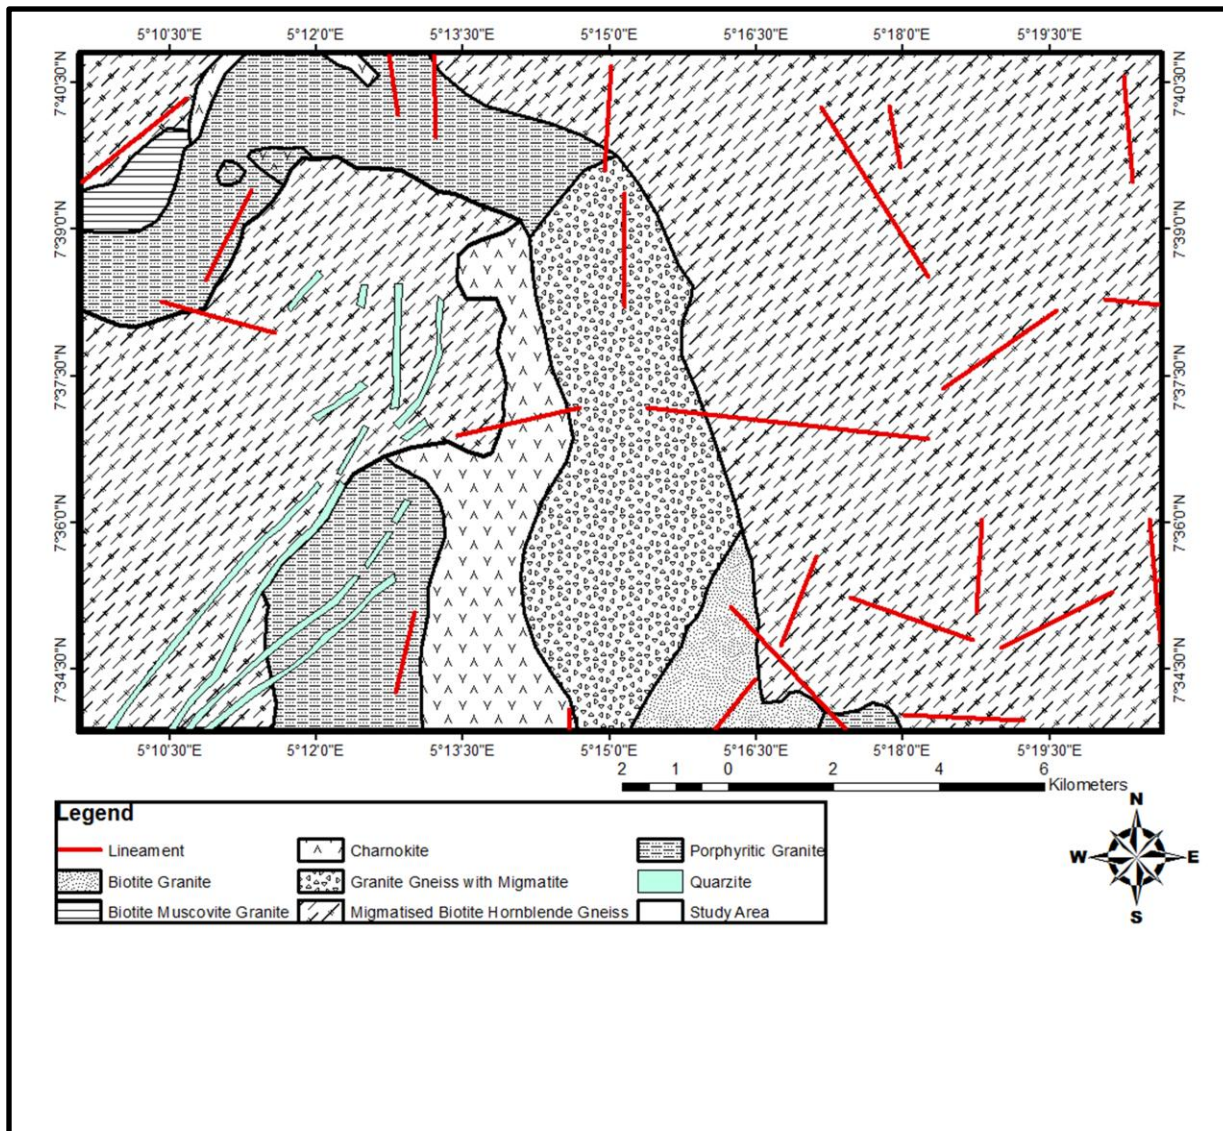 5°10'30"E 5°12'0"E 5°13'30"E 5°15'0"E 5°16'30"E 5°18'0"E 5°19'30"E
7°40'30"N 7°40'30"N
7°39'0"N 7°39'0"N
7°37'30"N 7°37'30"N
7°36'0"N 7°36'0"N
7°34'30"N 7°34'30"N
5°10'30"E 5°12'0"E 5°13'30"E 5°15'0"E 5°16'30"E 5°18'0"E 5°19'30"E
2 1 0 2 4 6
Kilometers
Legend
Lineament Charnokite Porphyritic Granite
Biotite Granite Granite Gneiss with Migmatite Quarzite
Biotite Muscovite Granite Migmatised Biotite Hornblende Gneiss Study Area
N
W E
S